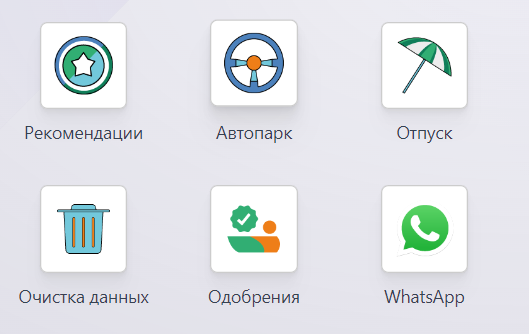 Рекомендации
Автопарк
Отпуск
Очистка данных
Одобрения
WhatsApp